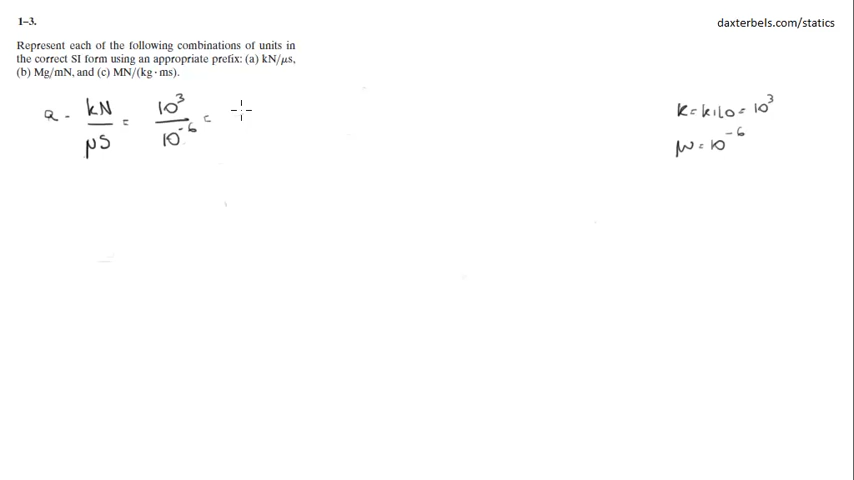 1–3.
daxterbels.com/statics
Represent each of the following combinations of units in
the correct SI form using an appropriate prefix: (a) kN/μs,
(b) Mg/mN, and (c) MN/(kg · ms).
a - kN/μs = 10^3/10^-6 =
K = kilo = 10^3
μ = 10^-6